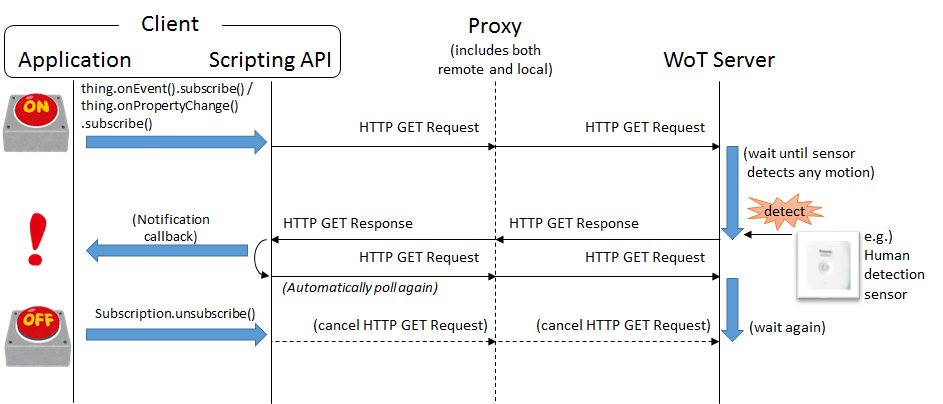 Client
Proxy
(includes both
remote and local)
Application
Scripting API
WoT Server
thing.onEvent().subscribe() /
thing.onPropertyChange()
.subscribe()
ON
HTTP GET Request
HTTP GET Request
(wait until sensor
detects any motion)
detect
(Notification
callback)
HTTP GET Response
HTTP GET Response
e.g.)
Human
detection
sensor
HTTP GET Request
HTTP GET Request
(Automatically poll again)
OFF
Subscription.unsubscribe()
(cancel HTTP GET Request)
(cancel HTTP GET Request)
(wait again)